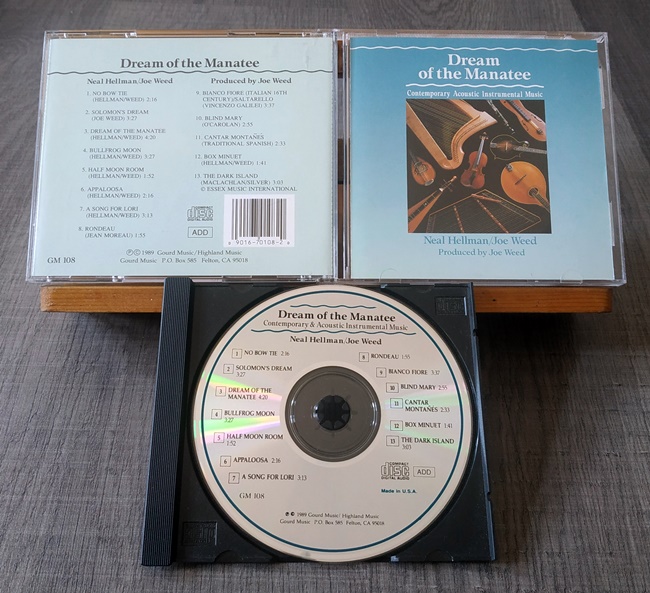 Dream of the Manatee
Neal Hellman/Joe Weed
1. NO BOW TIE
(HELLMAN/WEED) 2:16
2. SOLOMON'S DREAM
(JOE WEED) 3:27
3. DREAM OF THE MANATEE
(HELLMAN/WEED) 4:20
4. BULLFROG MOON
(HELLMAN/WEED) 3:27
5. HALF MOON ROOM
(HELLMAN/WEED) 1:52
6. APPALOOSA
(HELLMAN/WEED) 2:16
7. A SONG FOR LORI
(HELLMAN/WEED) 3:13
8. RONDEAU
(JEAN MOREAU) 1:55
Produced by Joe Weed
9. BIANCO FIORE (ITALIAN 16TH
CENTURY)/SALTARELLO
(VINCENZO GALILEI) 3:37
10. BLIND MARY
(O'CAROLAN) 2:55
11. CANTAR MONTAÑES
(TRADITIONAL SPANISH) 2:33
12. BOX MINUET
(HELLMAN/WEED) 1:41
13. THE DARK ISLAND
(MACLACHLAN/SILVER) 3:03
© ESSEX MUSIC INTERNATIONAL
COMPACT
disc
DIGITAL AUDIO
ADD
9016-70108-2
GM 108
℗ © 1989 Gourd Music/Highland Music
Gourd Music P.O. Box 585 Felton, CA 95018
Dream
of the Manatee
Contemporary Acoustic Instrumental Music
Neal Hellman/Joe Weed
Produced by Joe Weed
Dream of the Manatee
Contemporary & Acoustic Instrumental Music
Neal Hellman/Joe Weed
1 NO BOW TIE 2:16
2 SOLOMON'S DREAM
3:27
3 DREAM OF THE
MANATEE 4:20
4 BULLFROG MOON
3:27
5 HALF MOON ROOM
1:52
6 APPALOOSA 2:16
7 A SONG FOR LORI 3:13
8 RONDEAU 1:55
9 BIANCO FIORE 3:37
10 BLIND MARY 2:55
11 CANTAR
MONTAÑES 2:33
12 BOX MINUET 1:41
13 THE DARK ISLAND
3:03
COMPACT
disc
DIGITAL AUDIO
ADD
GM 108
Made in U.S.A.
℗ © 1989 Gourd Music/ Highland Music
Gourd Music P.O. Box 585 Felton, CA 95018